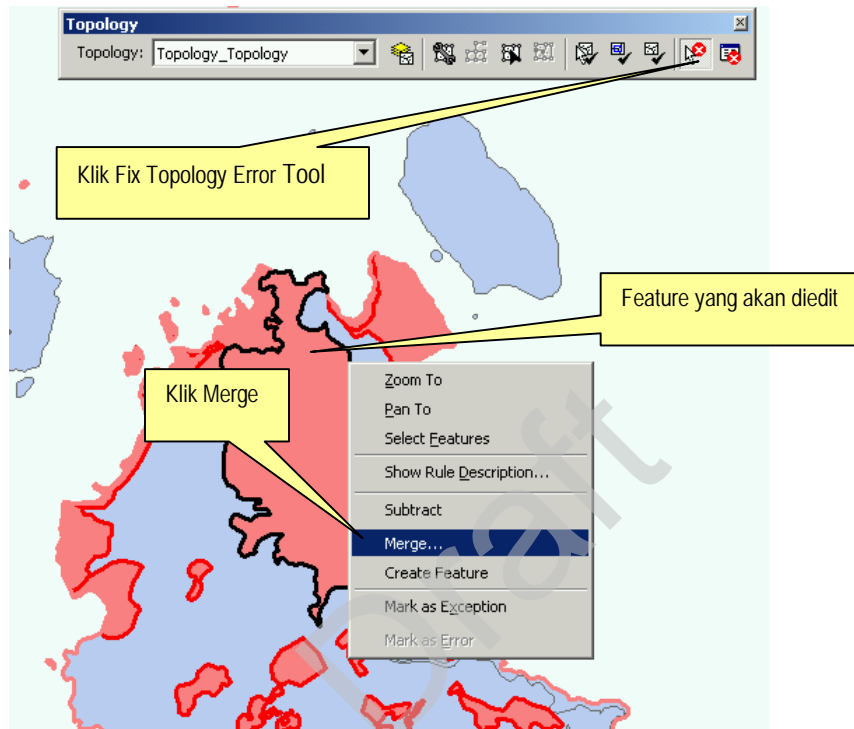 Topology
Topology: Topology_Topology
Klik Fix Topology Error Tool
Feature yang akan diedit
Klik Merge
Zoom To
Pan To
Select Features
Show Rule Description...
Subtract
Merge...
Create Feature
Mark as Exception
Mark as Error
Draft